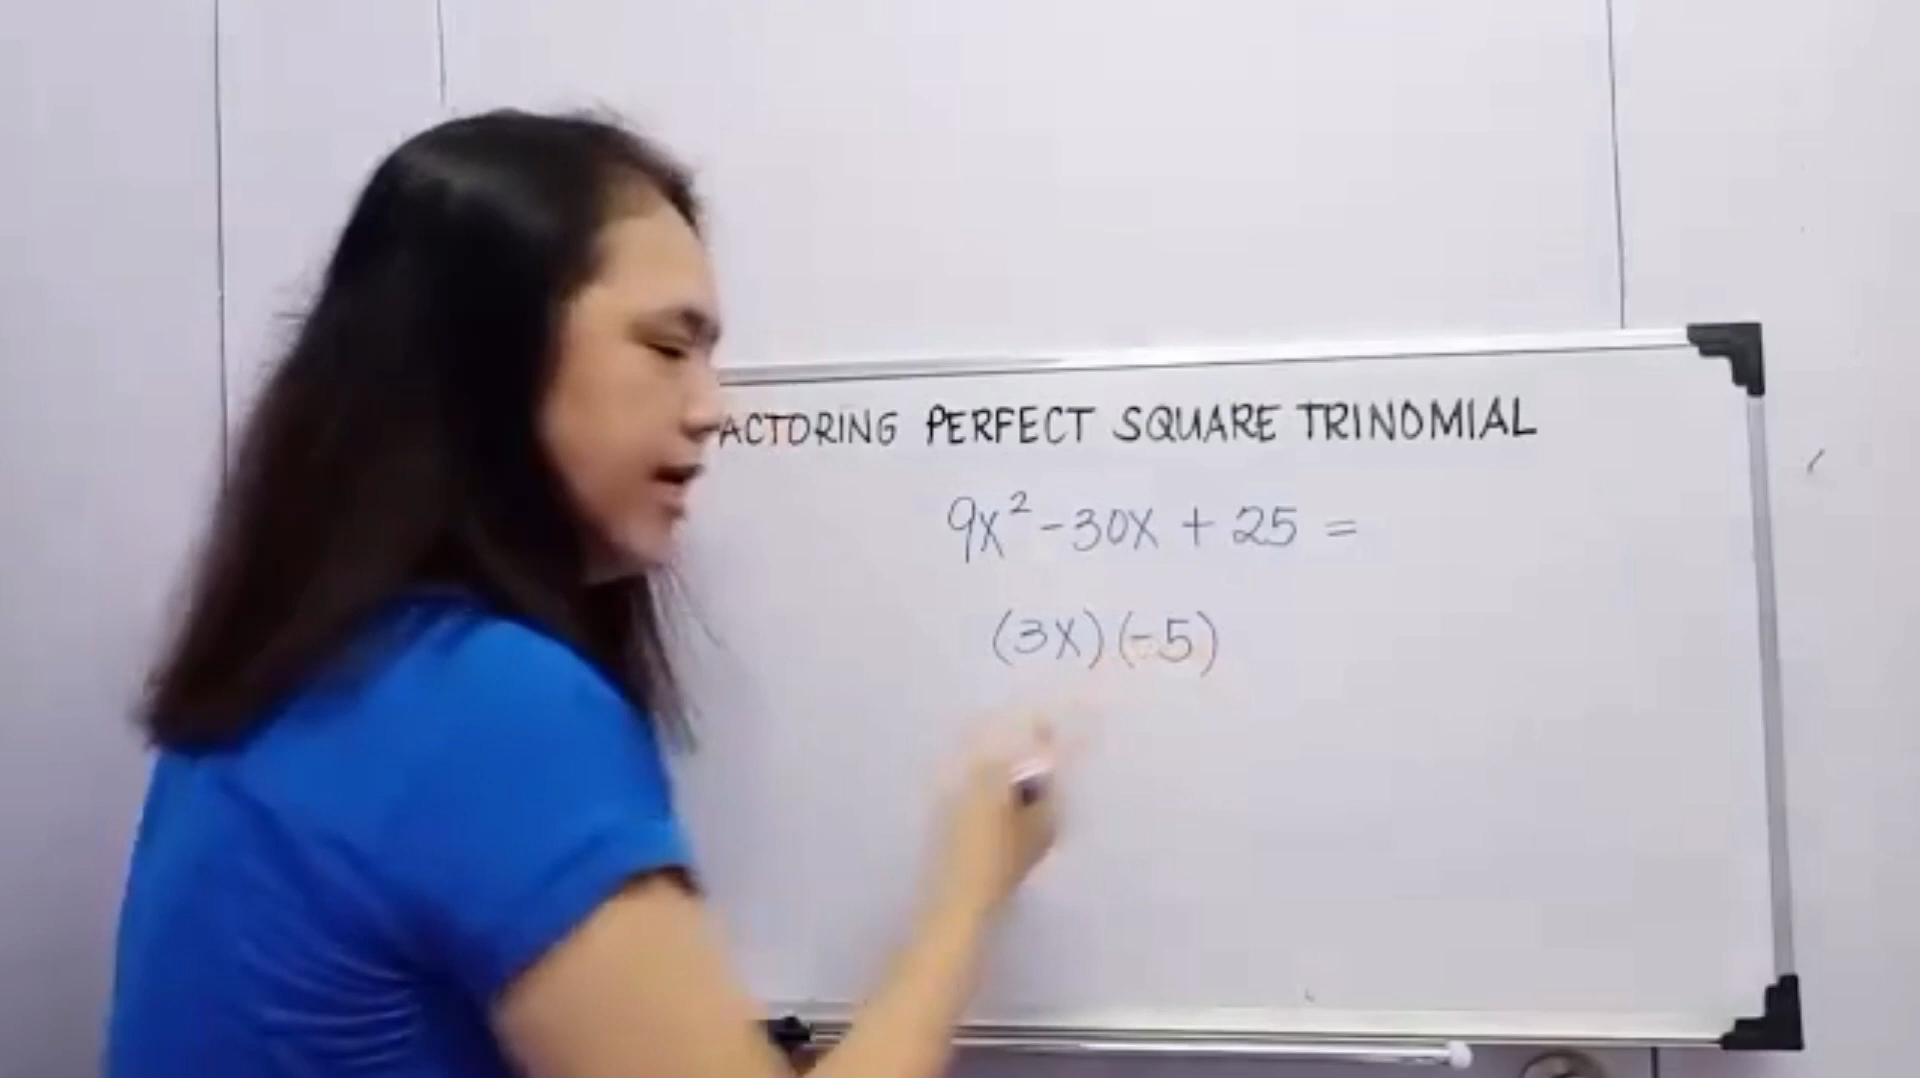 ACTORING PERFECT SQUARE TRINOMIAL
9x² - 30x + 25 =
(3x)(-5)